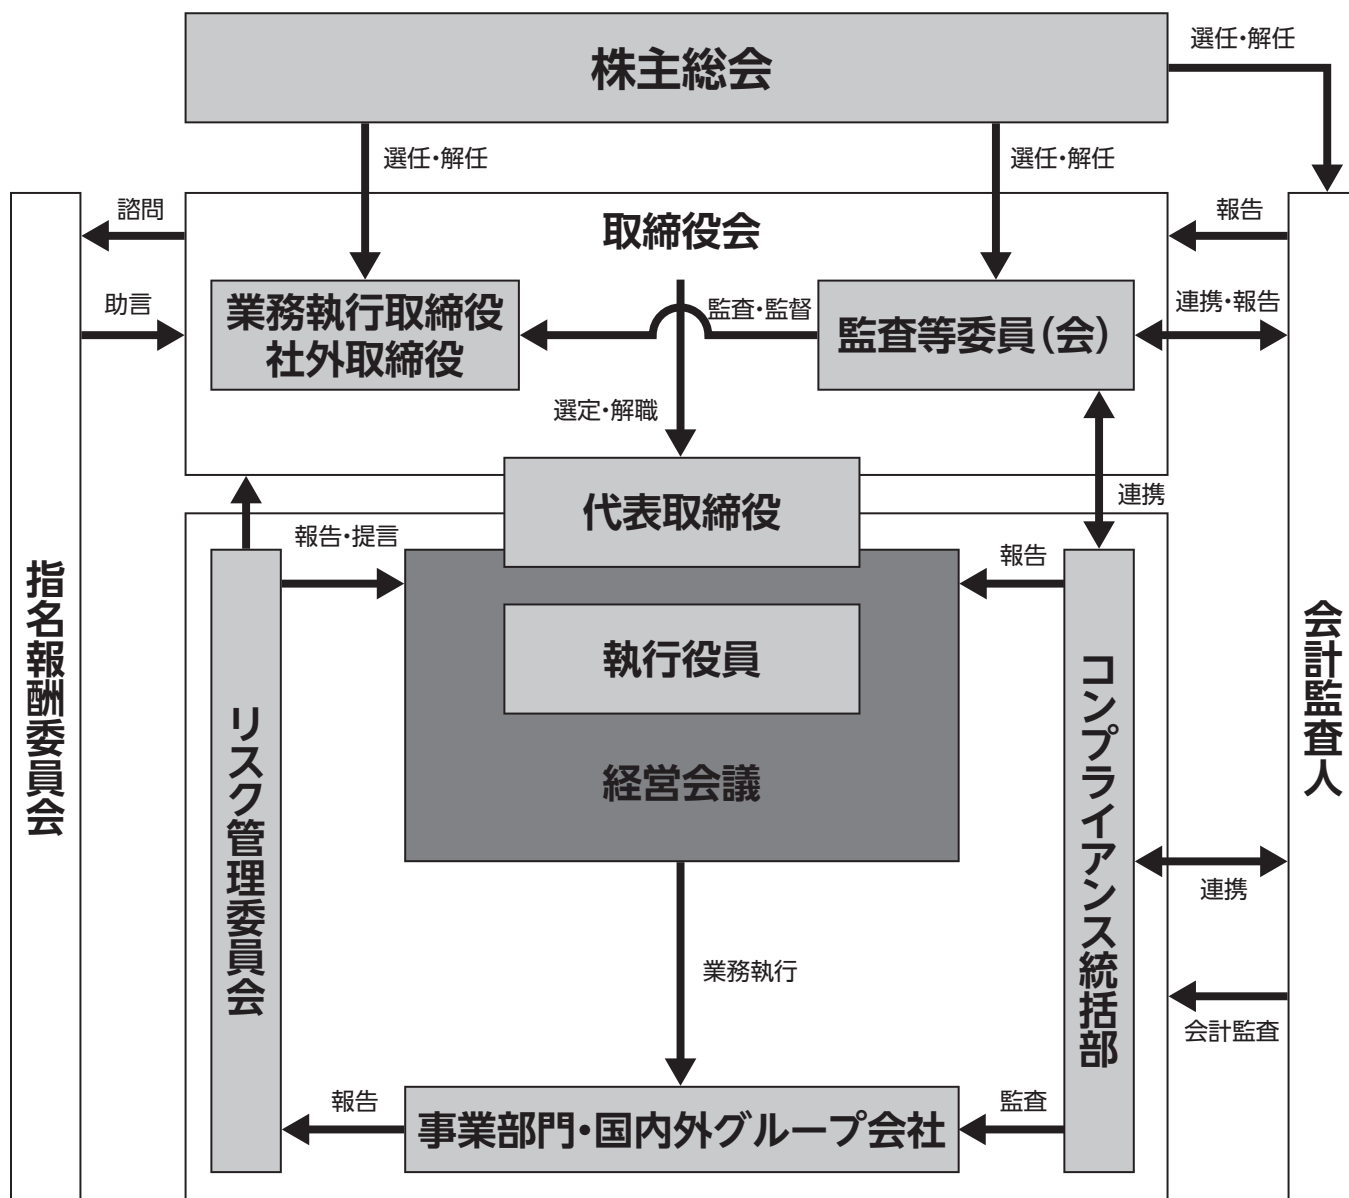 株主総会
選任・解任
選任・解任
選任・解任
諮問
取締役会
報告
助言
業務執行取締役
社外取締役
監査・監督
監査等委員(会)
連携・報告
選定・解職
代表取締役
連携
報告・提言
報告
指名報酬委員会
執行役員
会計監査人
リスク管理委員会
コンプライアンス統括部
経営会議
連携
業務執行
会計監査
報告
事業部門・国内外グループ会社
監査